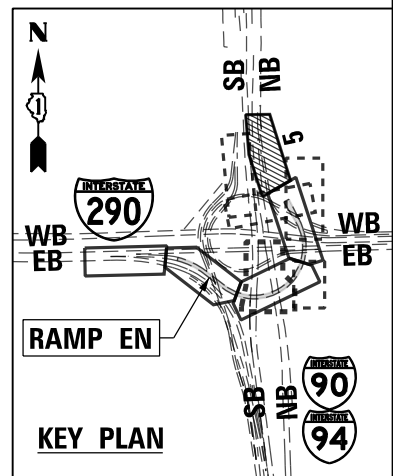 N
1
SB
NB
5
INTERSTATE
290
WB
EB
WB
EB
RAMP EN
INTERSTATE
90
SB
NB
INTERSTATE
94
KEY PLAN